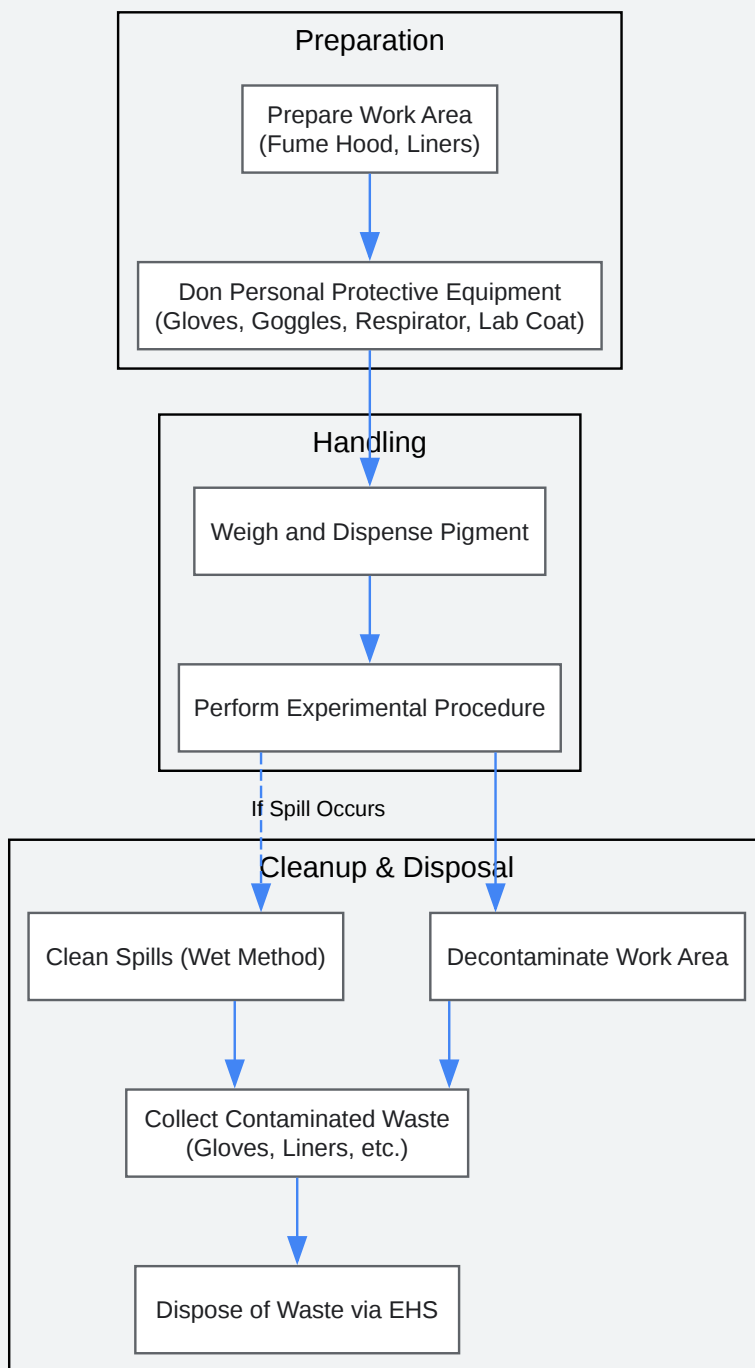 Preparation
Prepare Work Area
(Fume Hood, Liners)
Don Personal Protective Equipment
(Gloves, Goggles, Respirator, Lab Coat)
Handling
Weigh and Dispense Pigment
Perform Experimental Procedure
If Spill Occurs
Cleanup & Disposal
Clean Spills (Wet Method)
Decontaminate Work Area
Collect Contaminated Waste
(Gloves, Liners, etc.)
Dispose of Waste via EHS